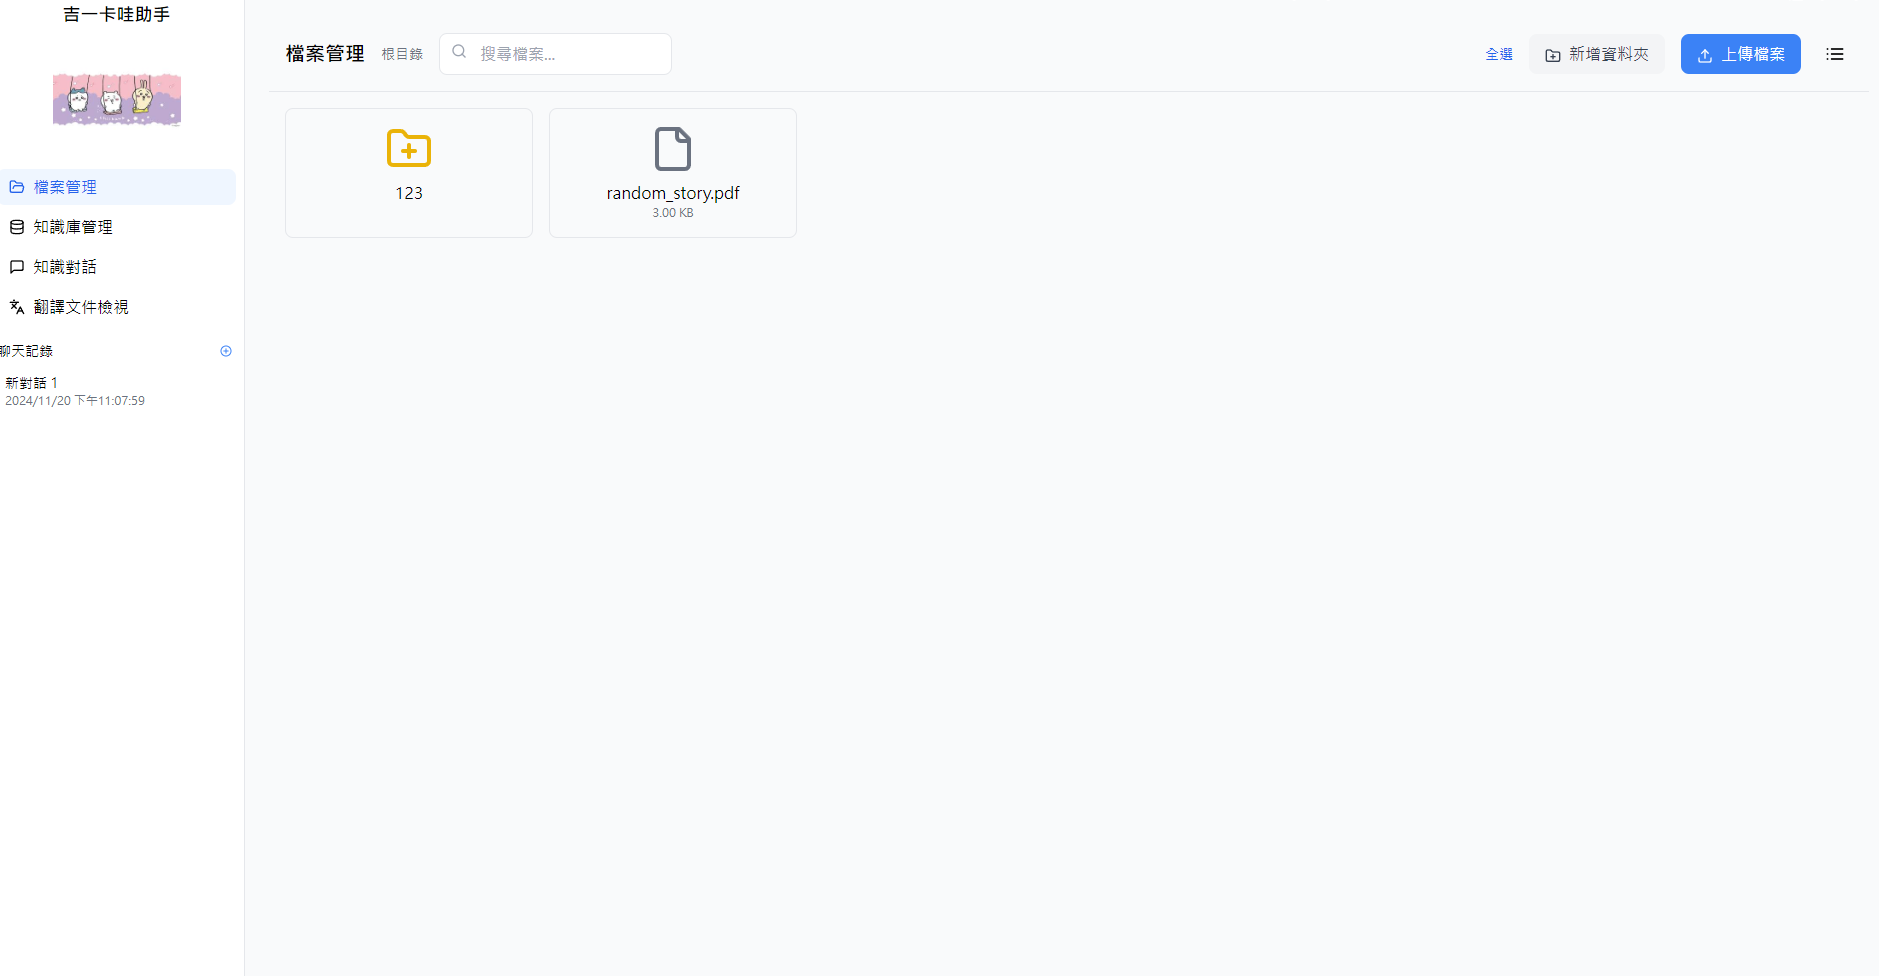 吉一卡哇助手
檔案管理
知識庫管理
知識對話
翻譯文件檢視
聊天記錄
新對話 1
2024/11/20 下午11:07:59
檔案管理 根目錄 搜尋檔案... 全選 新增資料夾 上傳檔案
123
random_story.pdf
3.00 KB